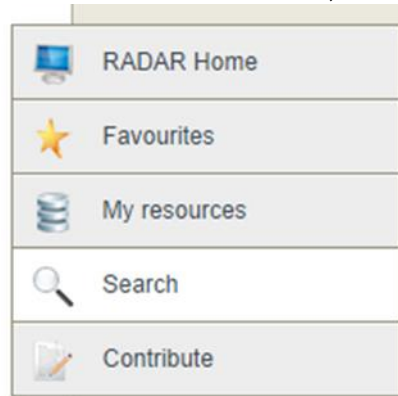 RADAR Home
Favourites
My resources
Search
Contribute